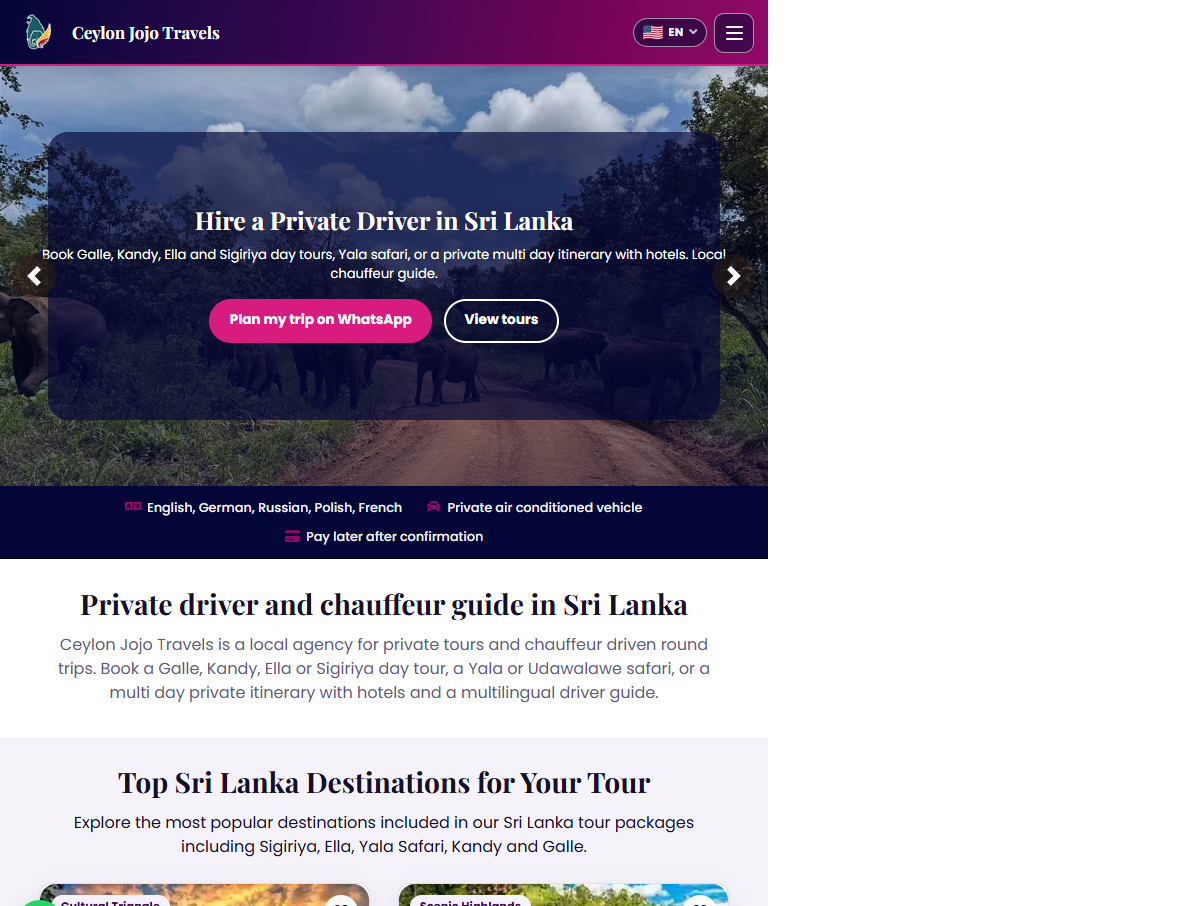 Ceylon Jojo Travels
EN
Hire a Private Driver in Sri Lanka
Book Galle, Kandy, Ella and Sigiriya day tours, Yala safari, or a private multi day itinerary with hotels. Local
chauffeur guide.
Plan my trip on WhatsApp
View tours
English, German, Russian, Polish, French
Private air conditioned vehicle
Pay later after confirmation
Private driver and chauffeur guide in Sri Lanka
Ceylon Jojo Travels is a local agency for private tours and chauffeur driven round
trips. Book a Galle, Kandy, Ella or Sigiriya day tour, a Yala or Udawalawe safari, or a
multi day private itinerary with hotels and a multilingual driver guide.
Top Sri Lanka Destinations for Your Tour
Explore the most popular destinations included in our Sri Lanka tour packages
including Sigiriya, Ella, Yala Safari, Kandy and Galle.
Cultural Triangle
Scenic Highlands